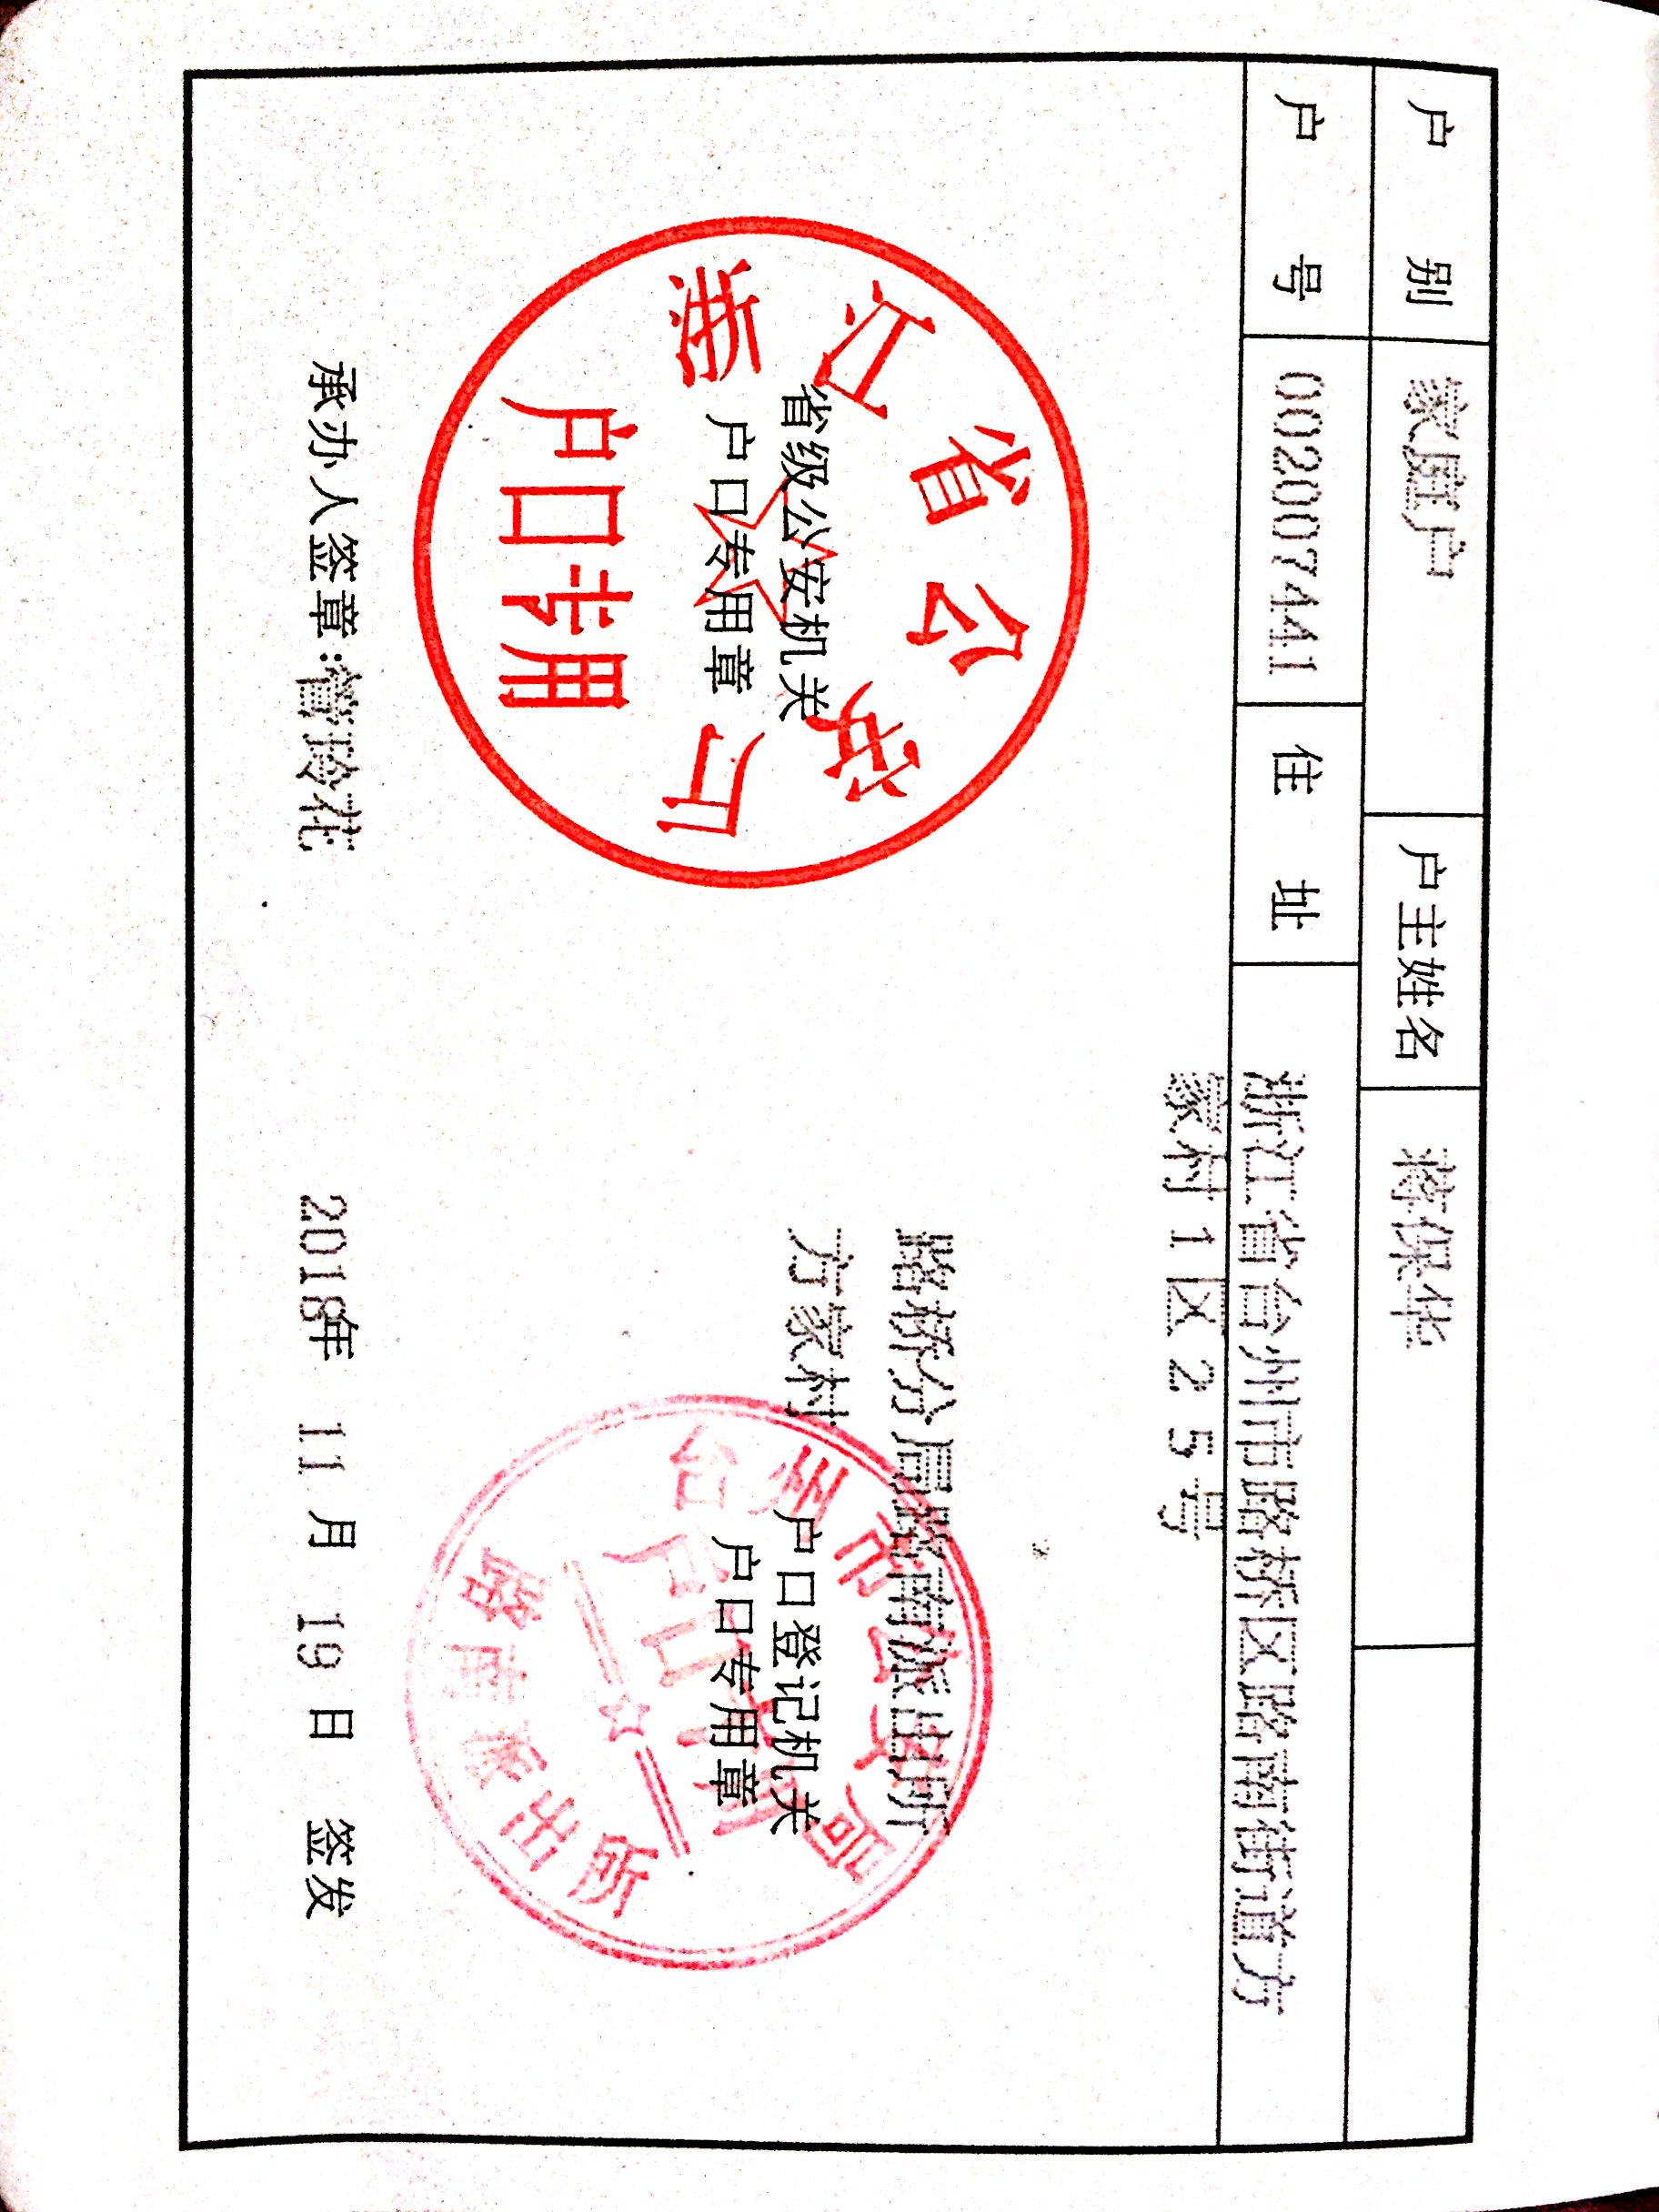 户 别 家庭户 户主姓名 蒋保华
户 号 002007441 住 址 浙江省台州市路桥区路南街道方
家村1区25号
浙江省公安厅
省级公安机关
户口专用章
户口专用
路桥分局路南派出所
方家村
台州市公安局
户口登记机关
户口专用章
户口专用
路南派出所
承办人签章:管玲花 2018年 11月 19日 签发